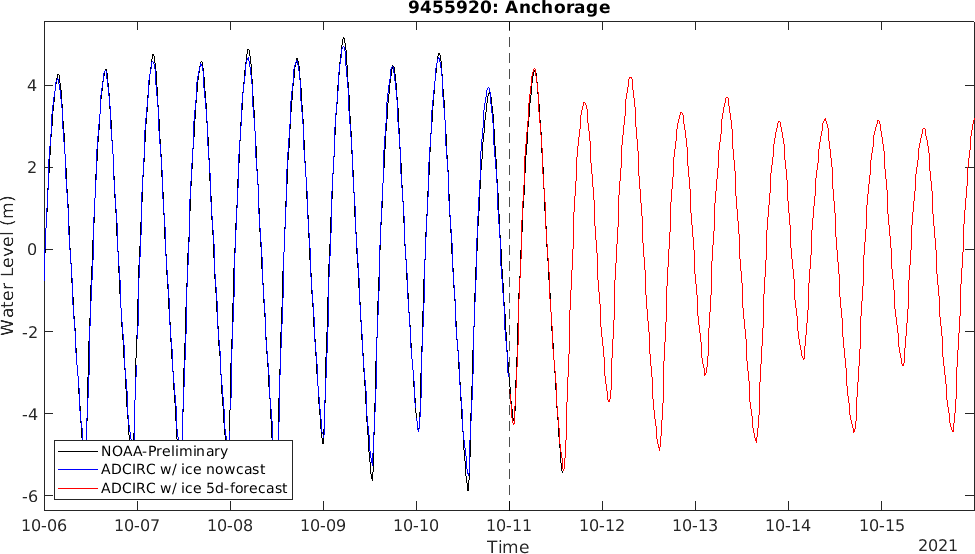 9455920: Anchorage
Water Level (m)
4
2
0
-2
-4
-6
NOAA-Preliminary
ADCIRC w/ ice nowcast
ADCIRC w/ ice 5d-forecast
10-06 10-07 10-08 10-09 10-10 10-11 10-12 10-13 10-14 10-15
Time
2021